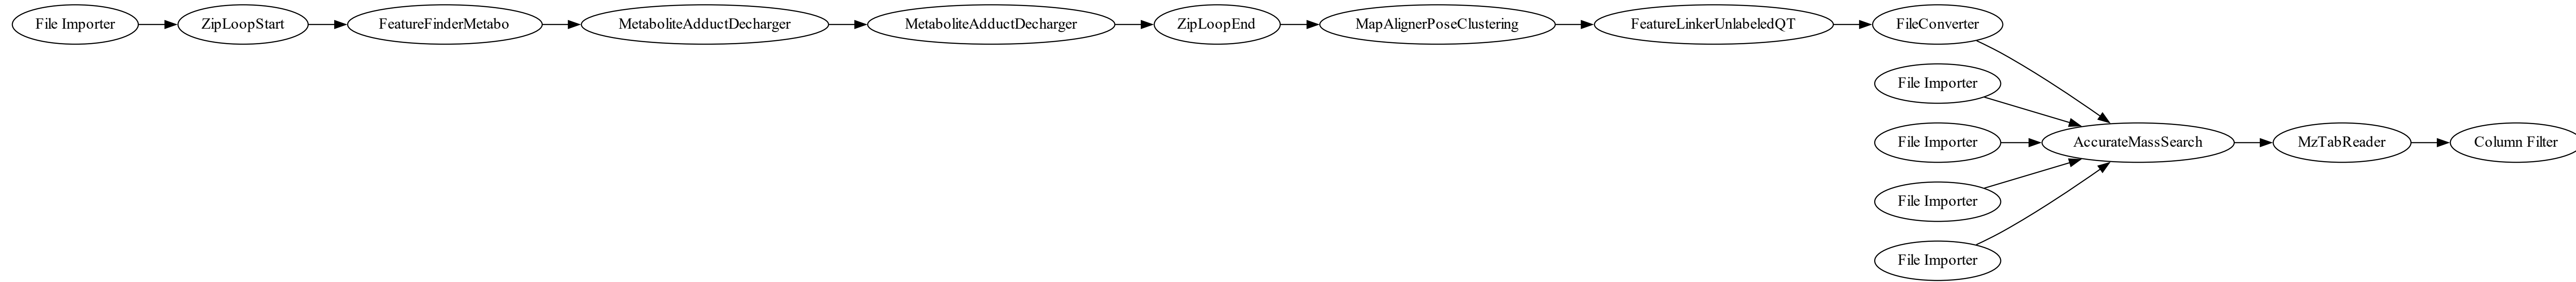 File Importer
ZipLoopStart
FeatureFinderMetabo
MetaboliteAdductDecharger
MetaboliteAdductDecharger
ZipLoopEnd
MapAlignerPoseClustering
FeatureLinkerUnlabeledQT
FileConverter
File Importer
File Importer
AccurateMassSearch
MzTabReader
Column Filter
File Importer
File Importer